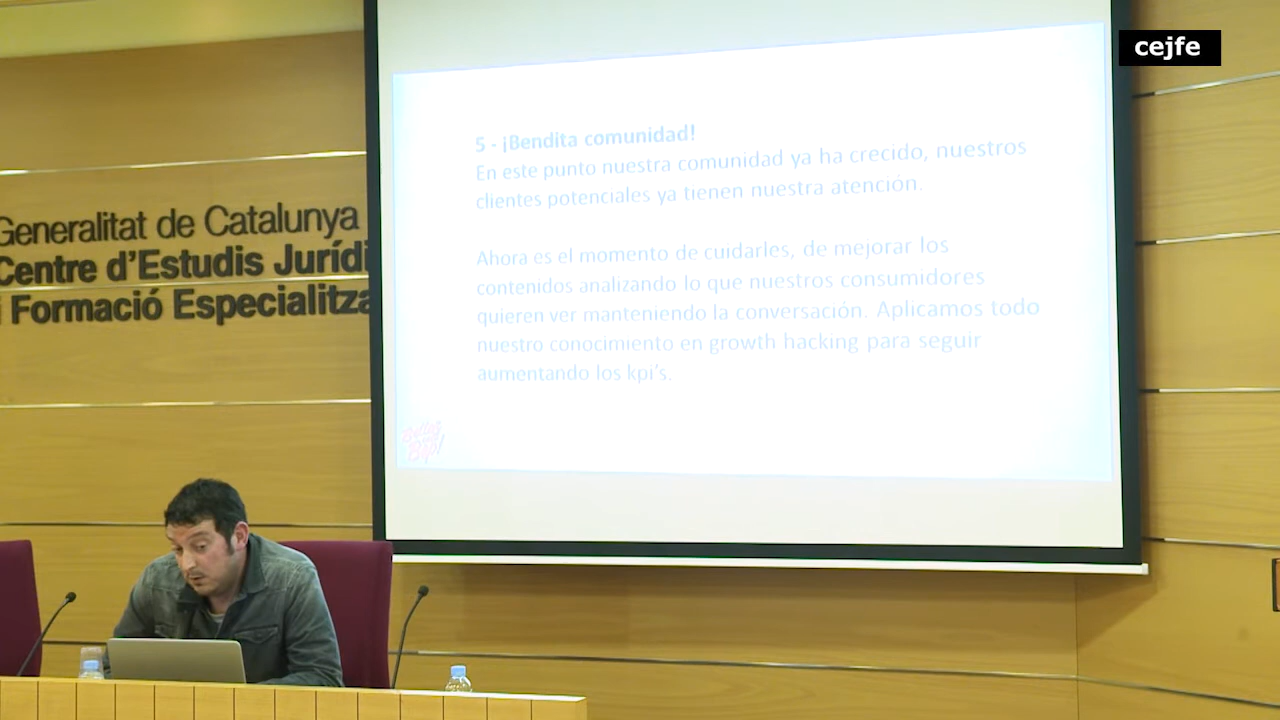 cejfe
5 - ¡Bendita comunidad!
En este punto nuestra comunidad ya ha crecido, nuestros
clientes potenciales ya tienen nuestra atención.
Ahora es el momento de cuidarles, de mejorar los
contenidos analizando lo que nuestros consumidores
quieren ver manteniendo la conversación. Aplicamos todo
nuestro conocimiento en growth hacking para seguir
aumentando los kpi's.
Generalitat de Catalunya
Centre d'Estudis Jurídi
i Formació Especialitza